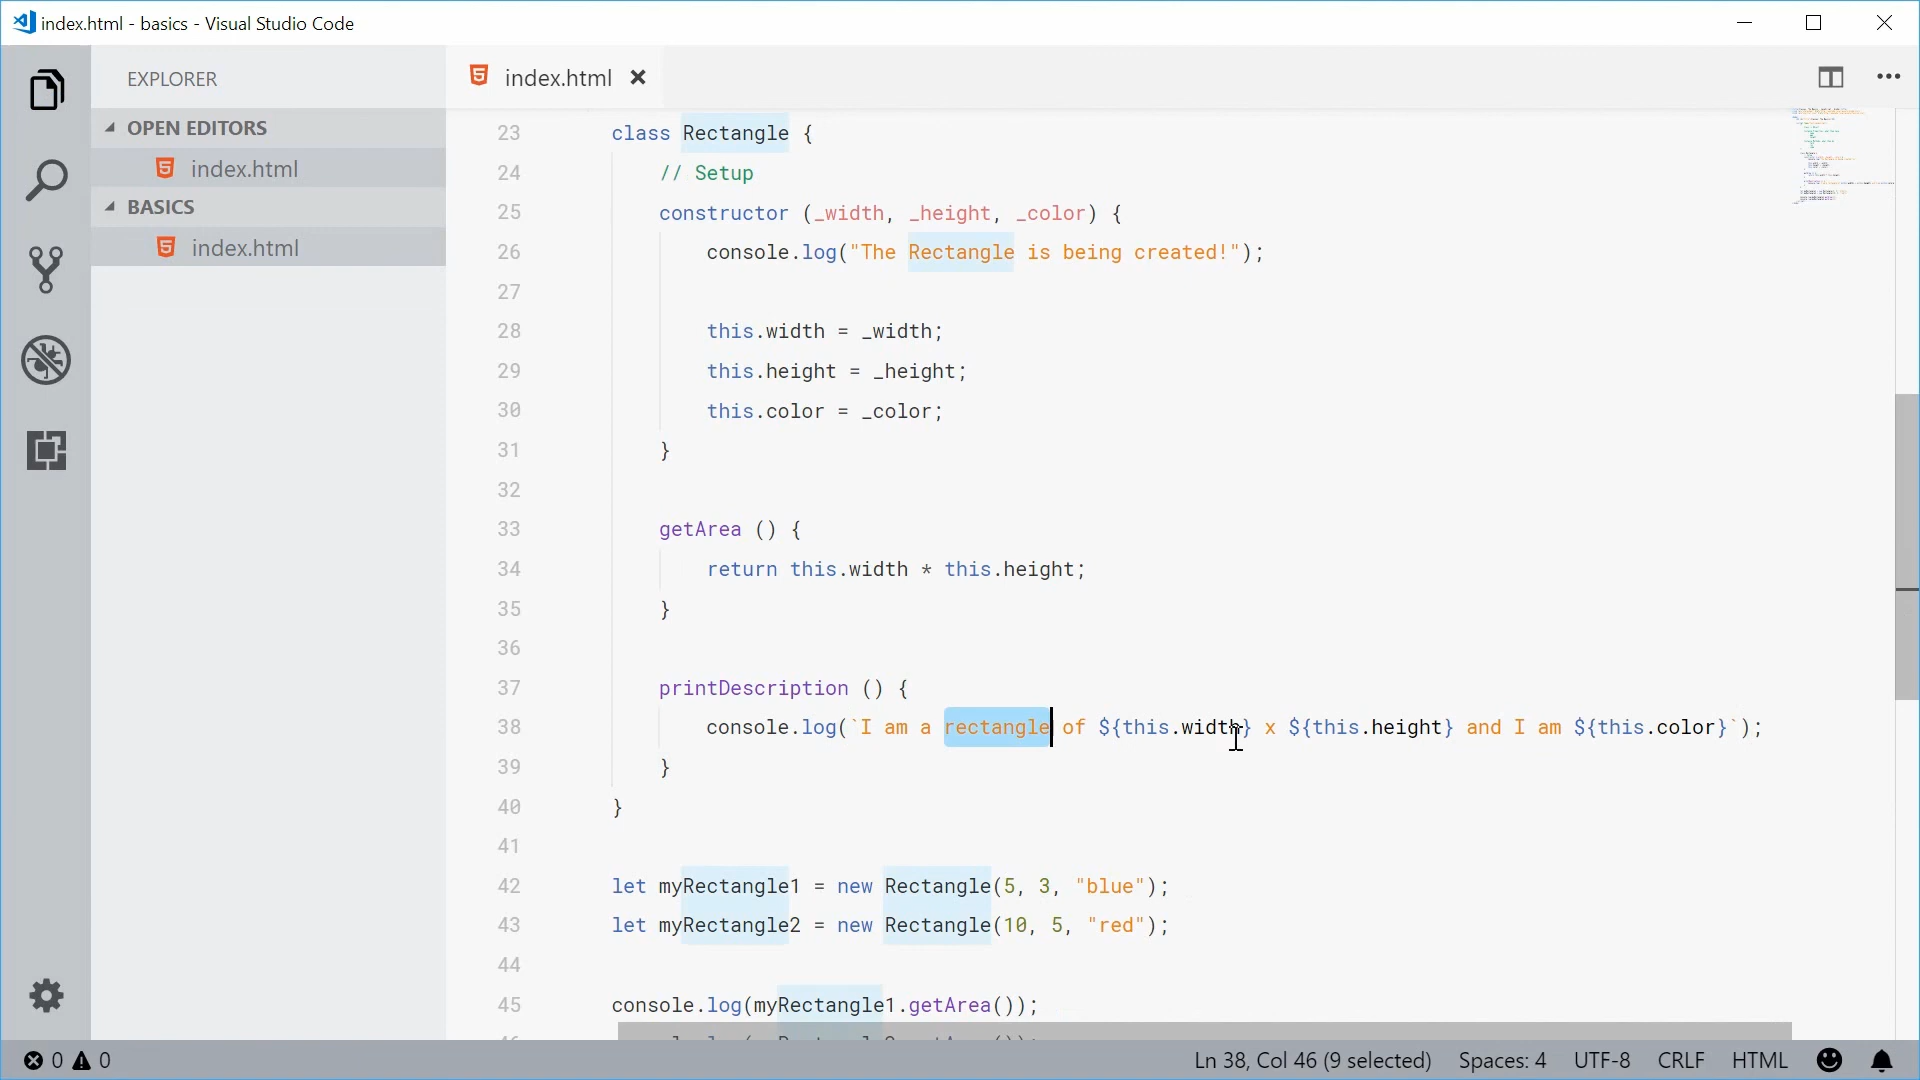 index.html - basics - Visual Studio Code
EXPLORER
OPEN EDITORS
index.html
BASICS
index.html
index.html
23 class Rectangle {
24 // Setup
25 constructor (_width, _height, _color) {
26 console.log("The Rectangle is being created!");
27
28 this.width = _width;
29 this.height = _height;
30 this.color = _color;
31 }
32
33 getArea () {
34 return this.width * this.height;
35 }
36
37 printDescription () {
38 console.log(`I am a rectangle of ${this.width} x ${this.height} and I am ${this.color}`);
39 }
40 }
41
42 let myRectangle1 = new Rectangle(5, 3, "blue");
43 let myRectangle2 = new Rectangle(10, 5, "red");
44
45 console.log(myRectangle1.getArea());
0 0 Ln 38, Col 46 (9 selected) Spaces: 4 UTF-8 CRLF HTML